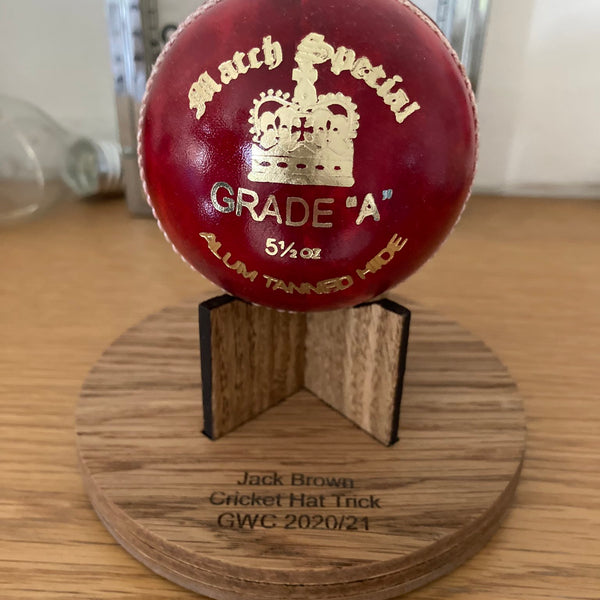 Match Special
GRADE "A"
5½ oz
ALUM TANNED HIDE
Jack Brown
Cricket Hat Trick
GWC 2020/21